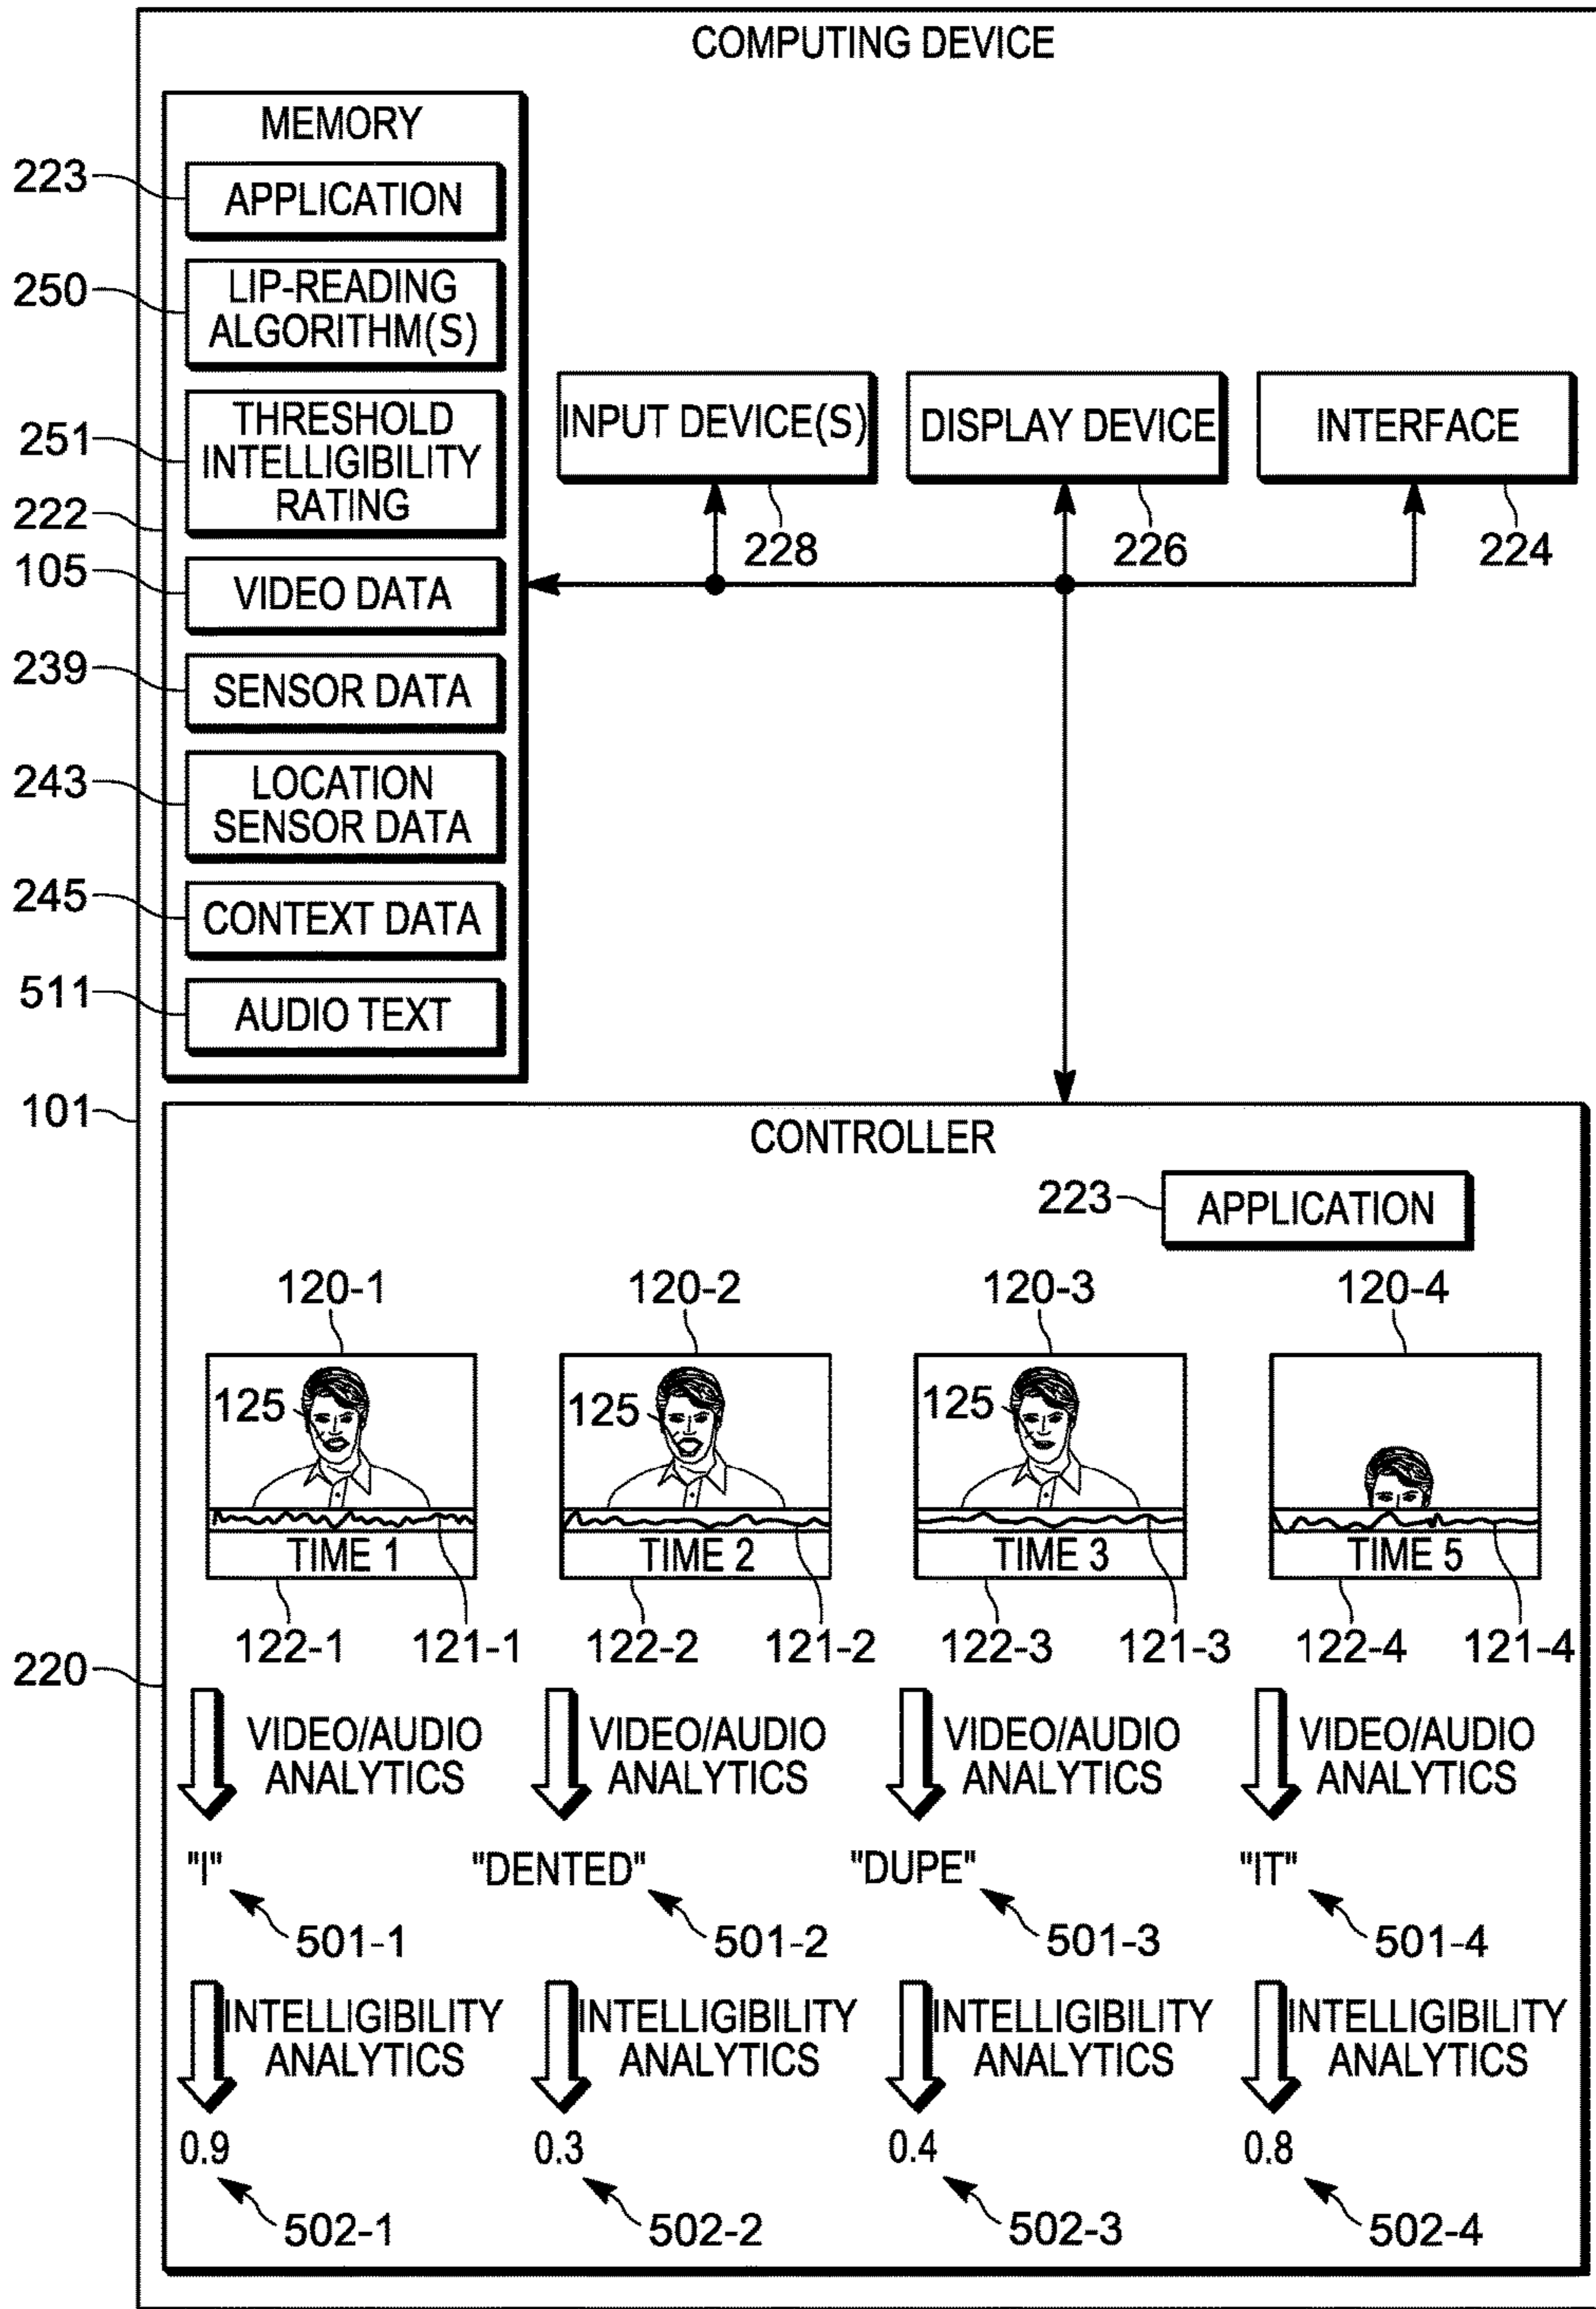 COMPUTING DEVICE
MEMORY
223
APPLICATION
250
LIP-READING
ALGORITHM(S)
251
THRESHOLD
INTELLIGIBILITY
RATING
222
105
VIDEO DATA
239
SENSOR DATA
243
LOCATION
SENSOR DATA
245
CONTEXT DATA
511
AUDIO TEXT
INPUT DEVICE(S)
DISPLAY DEVICE
INTERFACE
228
226
224
101
CONTROLLER
223
APPLICATION
120-1
120-2
120-3
120-4
125
125
125
TIME 1
TIME 2
TIME 3
TIME 5
122-1
121-1
122-2
121-2
122-3
121-3
122-4
121-4
220
VIDEO/AUDIO
ANALYTICS
VIDEO/AUDIO
ANALYTICS
VIDEO/AUDIO
ANALYTICS
VIDEO/AUDIO
ANALYTICS
"I"
"DENTED"
"DUPE"
"IT"
501-1
501-2
501-3
501-4
INTELLIGIBILITY
ANALYTICS
INTELLIGIBILITY
ANALYTICS
INTELLIGIBILITY
ANALYTICS
INTELLIGIBILITY
ANALYTICS
0.9
0.3
0.4
0.8
502-1
502-2
502-3
502-4